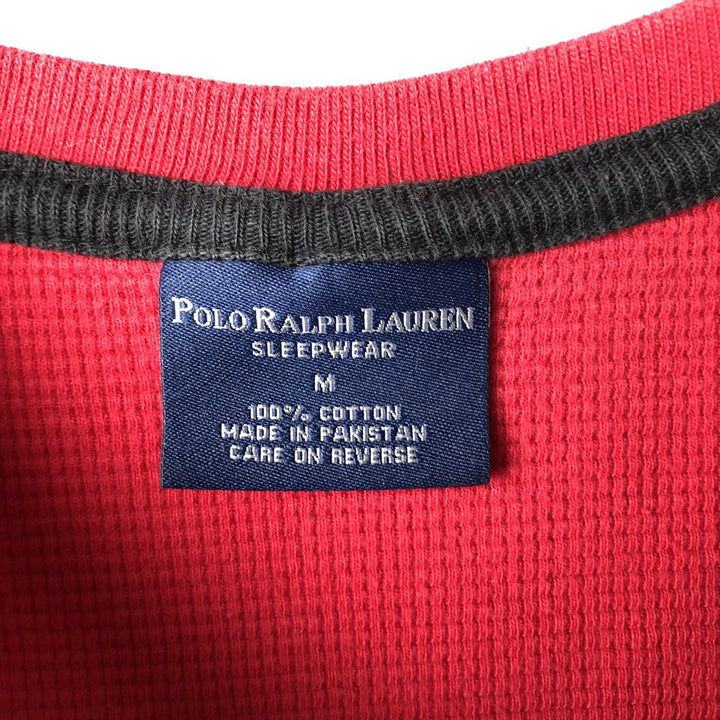 POLO RALPH LAUREN
SLEEPWEAR
M
100% COTTON
MADE IN PAKISTAN
CARE ON REVERSE